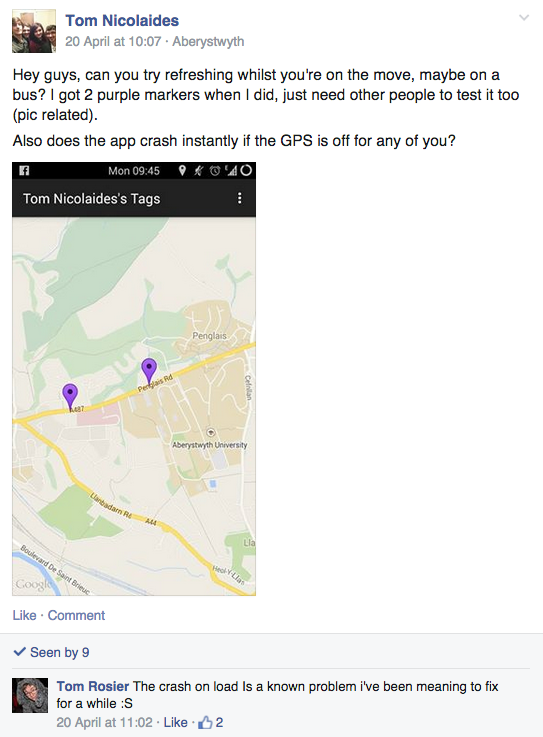 Tom Nicolaides
20 April at 10:07 · Aberystwyth
Hey guys, can you try refreshing whilst you're on the move, maybe on a
bus? I got 2 purple markers when I did, just need other people to test it too
(pic related).
Also does the app crash instantly if the GPS is off for any of you?
Mon 09:45
Tom Nicolaides's Tags
Penglais
Penglais Rd
A487
Cefnllan
Aberystwyth University
Llanbadarn Rd
A44
Lla
Boulevard De Saint Brieuc
Heol-Y-Llas
Google
Like · Comment
Seen by 9
Tom Rosier The crash on load Is a known problem i've been meaning to fix
for a while :S
20 April at 11:02 · Like · 2